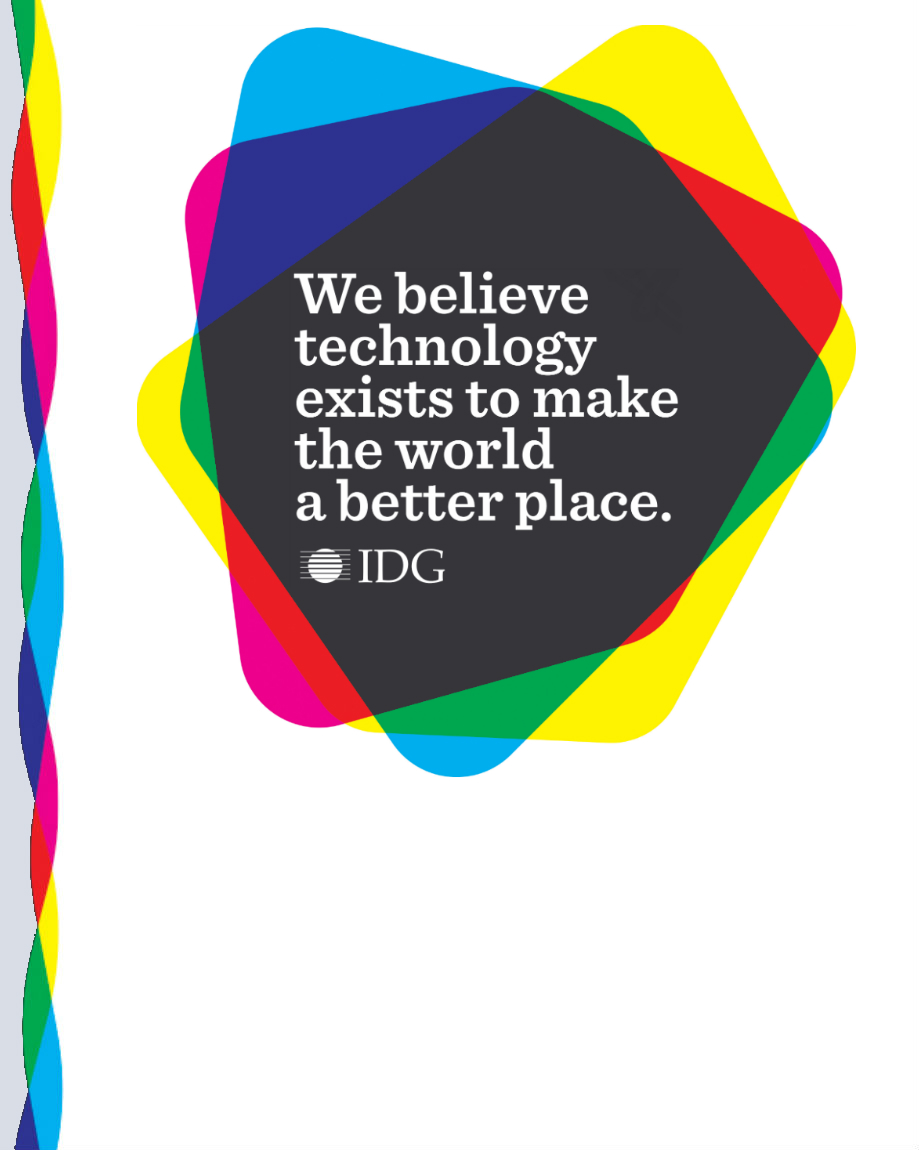 We believe
technology
exists to make
the world
a better place.
IDG